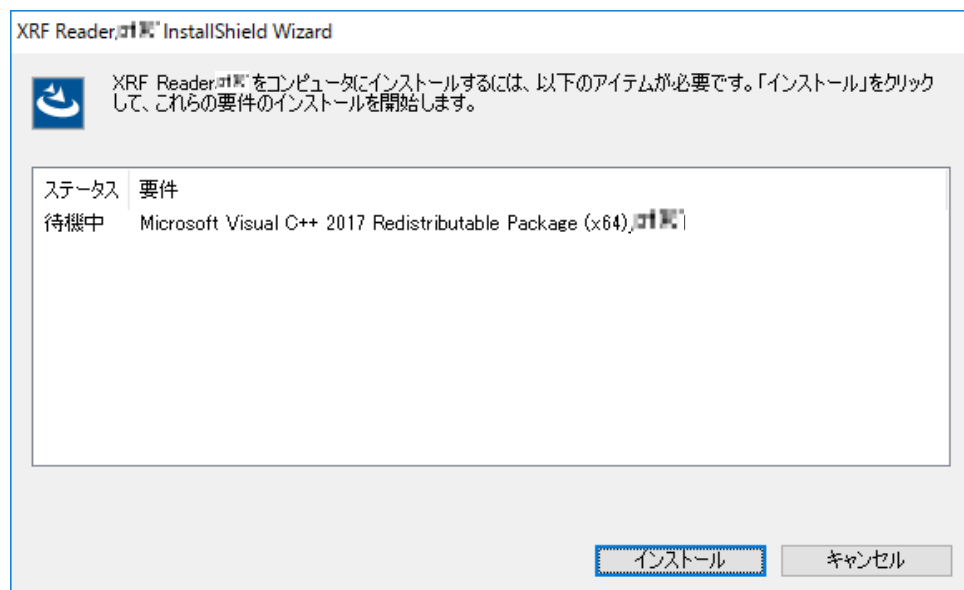 XRF Reader InstallShield Wizard
XRF Reader をコンピュータにインストールするには、以下のアイテムが必要です。「インストール」をクリック
して、これらの要件のインストールを開始します。
ステータス 要件
待機中 Microsoft Visual C++ 2017 Redistributable Package (x64)
インストール キャンセル